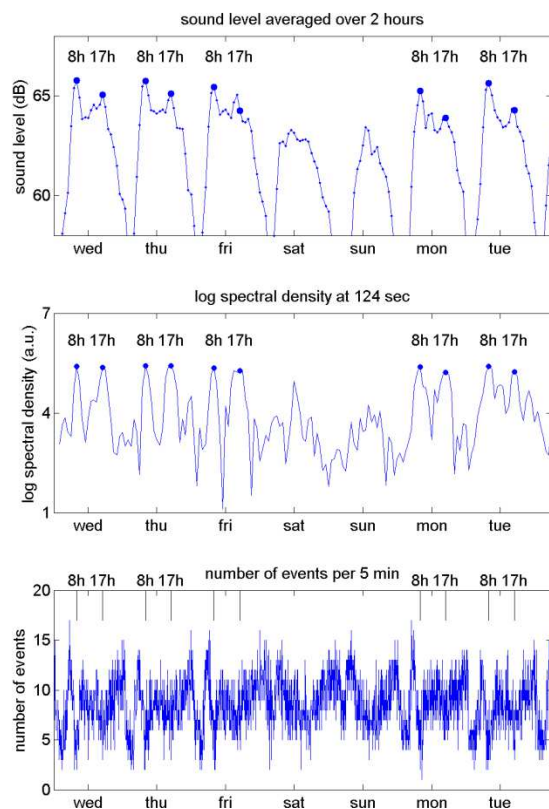 sound level averaged over 2 hours
8h 17h 8h 17h 8h 17h 8h 17h 8h 17h
65
60
sound level (dB)
wed thu fri sat sun mon tue
log spectral density at 124 sec
7
8h 17h 8h 17h 8h 17h 8h 17h 8h 17h
4
1
log spectral density (a.u.)
wed thu fri sat sun mon tue
number of events per 5 min
20
8h 17h 8h 17h 8h 17h 8h 17h 8h 17h
15
10
5
0
number of events
wed thu fri sat sun mon tue